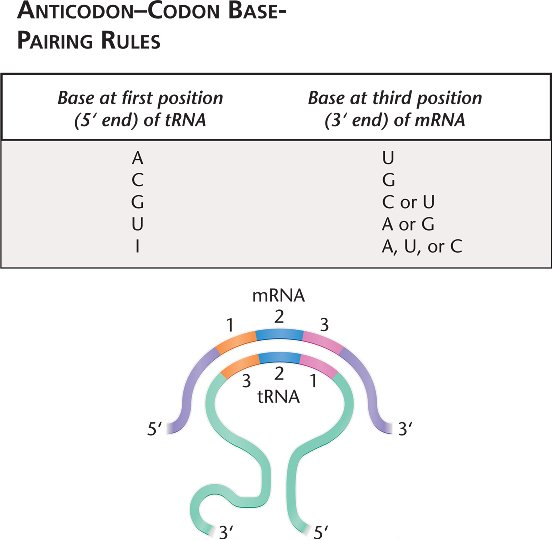 ANTICODON–CODON BASE-
PAIRING RULES
Base at first position Base at third position
(5′ end) of tRNA (3′ end) of mRNA
A U
C G
G C or U
U A or G
I A, U, or C
mRNA
1 2 3
3 2 1
tRNA
5′ 3′
3′ 5′